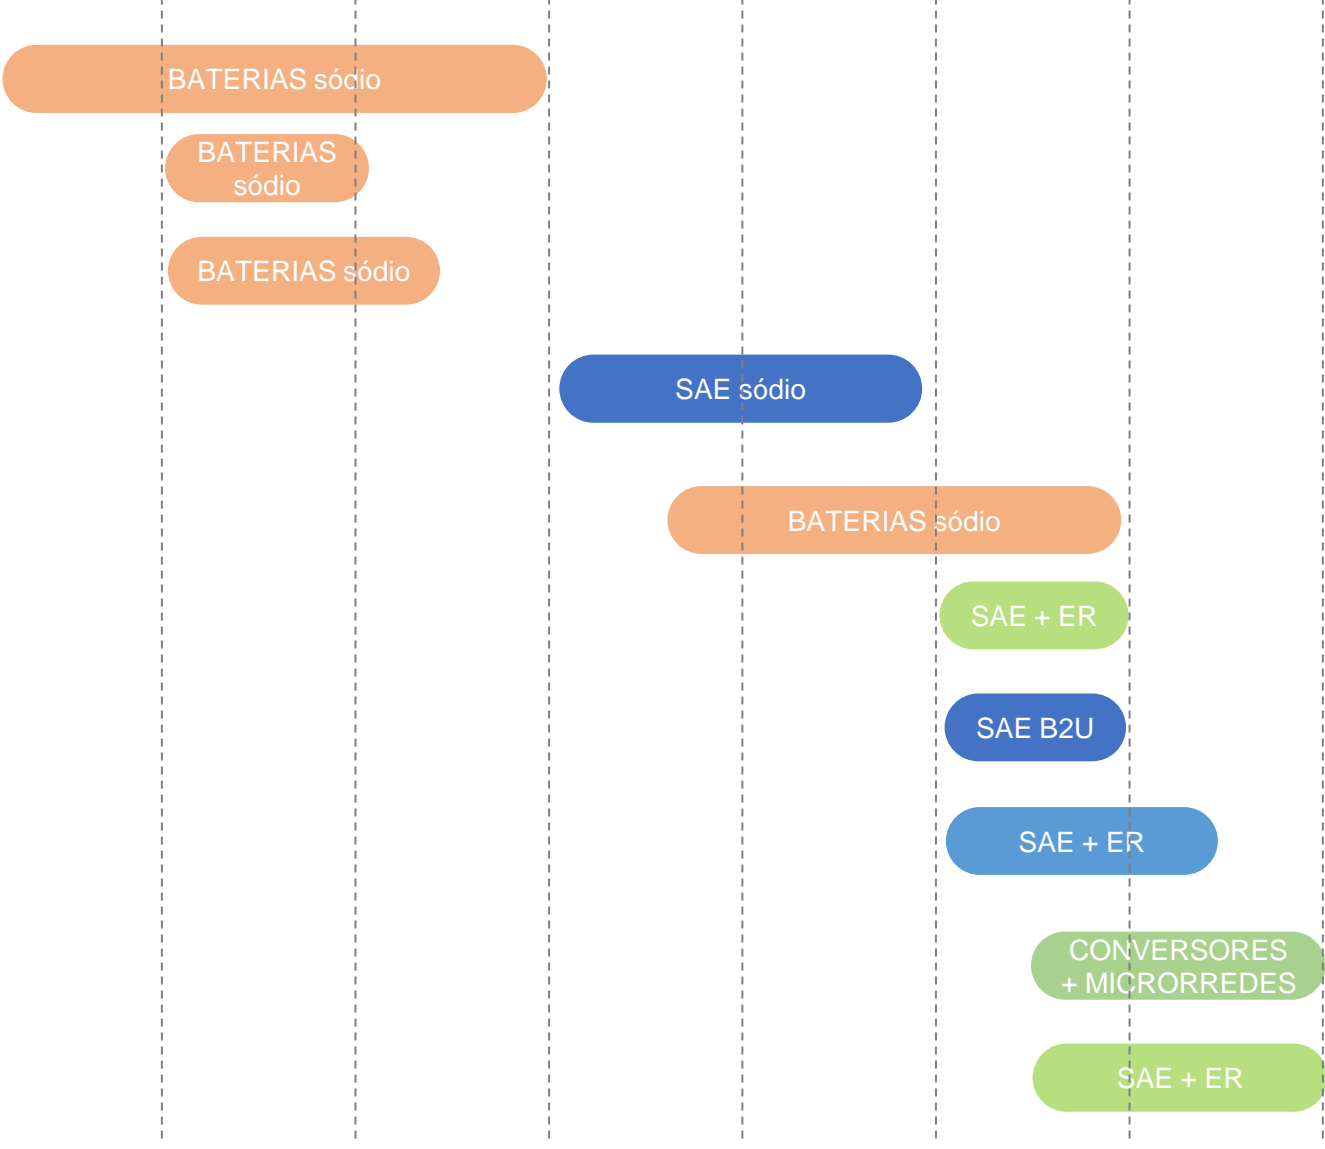 BATERIAS sódio
BATERIAS
sódio
BATERIAS sódio
SAE sódio
BATERIAS sódio
SAE + ER
SAE B2U
SAE + ER
CONVERSORES
+ MICRORREDES
SAE + ER